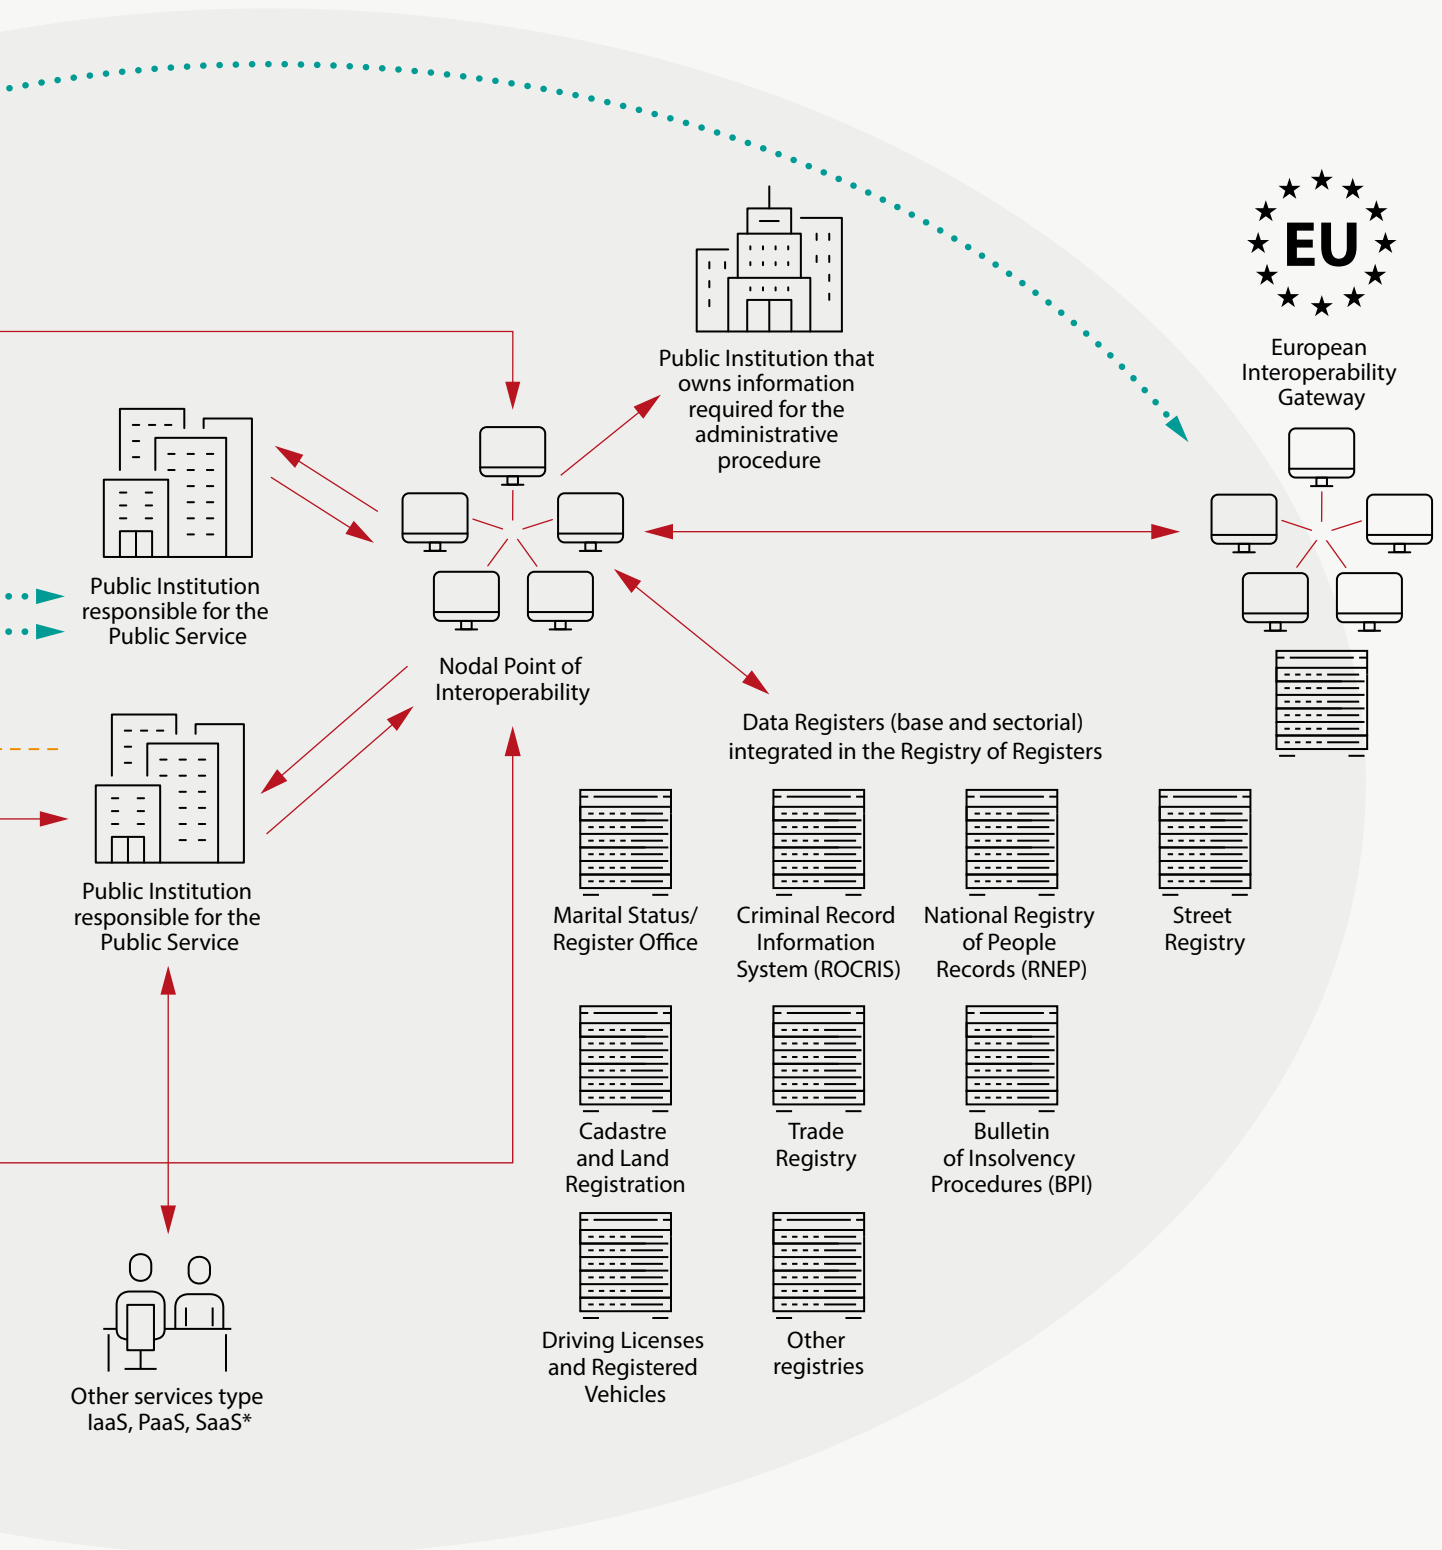 EU
European
Interoperability
Gateway
Public Institution that
owns information
required for the
administrative
procedure
Public Institution
responsible for the
Public Service
Nodal Point of
Interoperability
Data Registers (base and sectorial)
integrated in the Registry of Registers
Public Institution
responsible for the
Public Service
Marital Status/
Register Office
Criminal Record
Information
System (ROCRIS)
National Registry
of People
Records (RNEP)
Street
Registry
Cadastre
and Land
Registration
Trade
Registry
Bulletin
of Insolvency
Procedures (BPI)
Driving Licenses
and Registered
Vehicles
Other
registries
Other services type
IaaS, PaaS, SaaS*